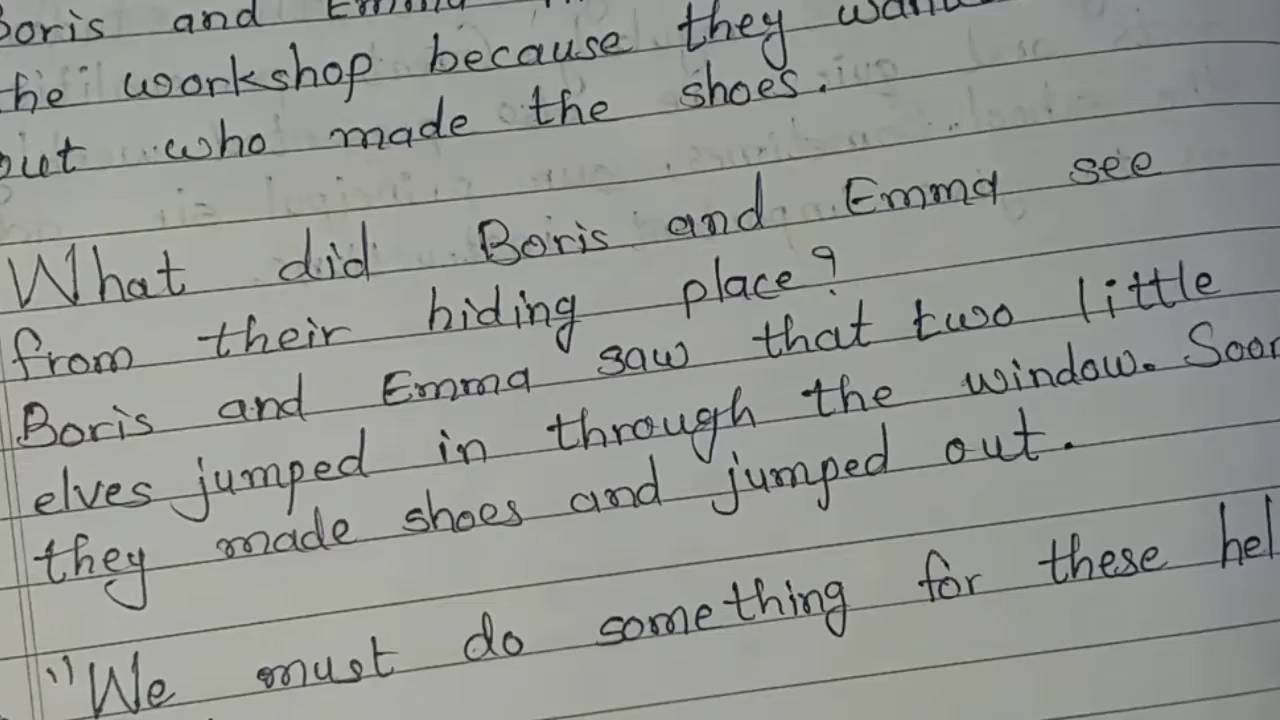 Boris and Emma
the workshop because they
out who made the shoes.
What did Boris and Emma see
from their hiding place?
Boris and Emma saw that two little
elves jumped in through the window. Soon
they made shoes and jumped out.
"We must do something for these hel